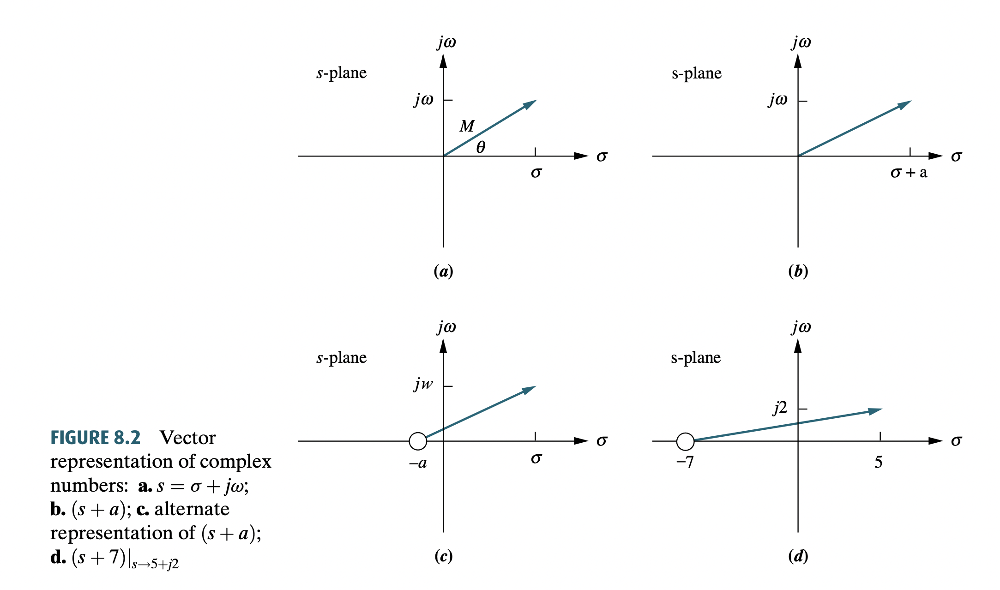 jω
s-plane
jω
M
θ
σ
σ
(a)
jω
s-plane
jω
σ
σ + a
(b)
jω
s-plane
jw
σ
–a
σ
(c)
jω
s-plane
j2
σ
–7
5
(d)
FIGURE 8.2 Vector
representation of complex
numbers: a. s = σ + jω;
b. (s + a); c. alternate
representation of (s + a);
d. (s + 7)|s→5+j2